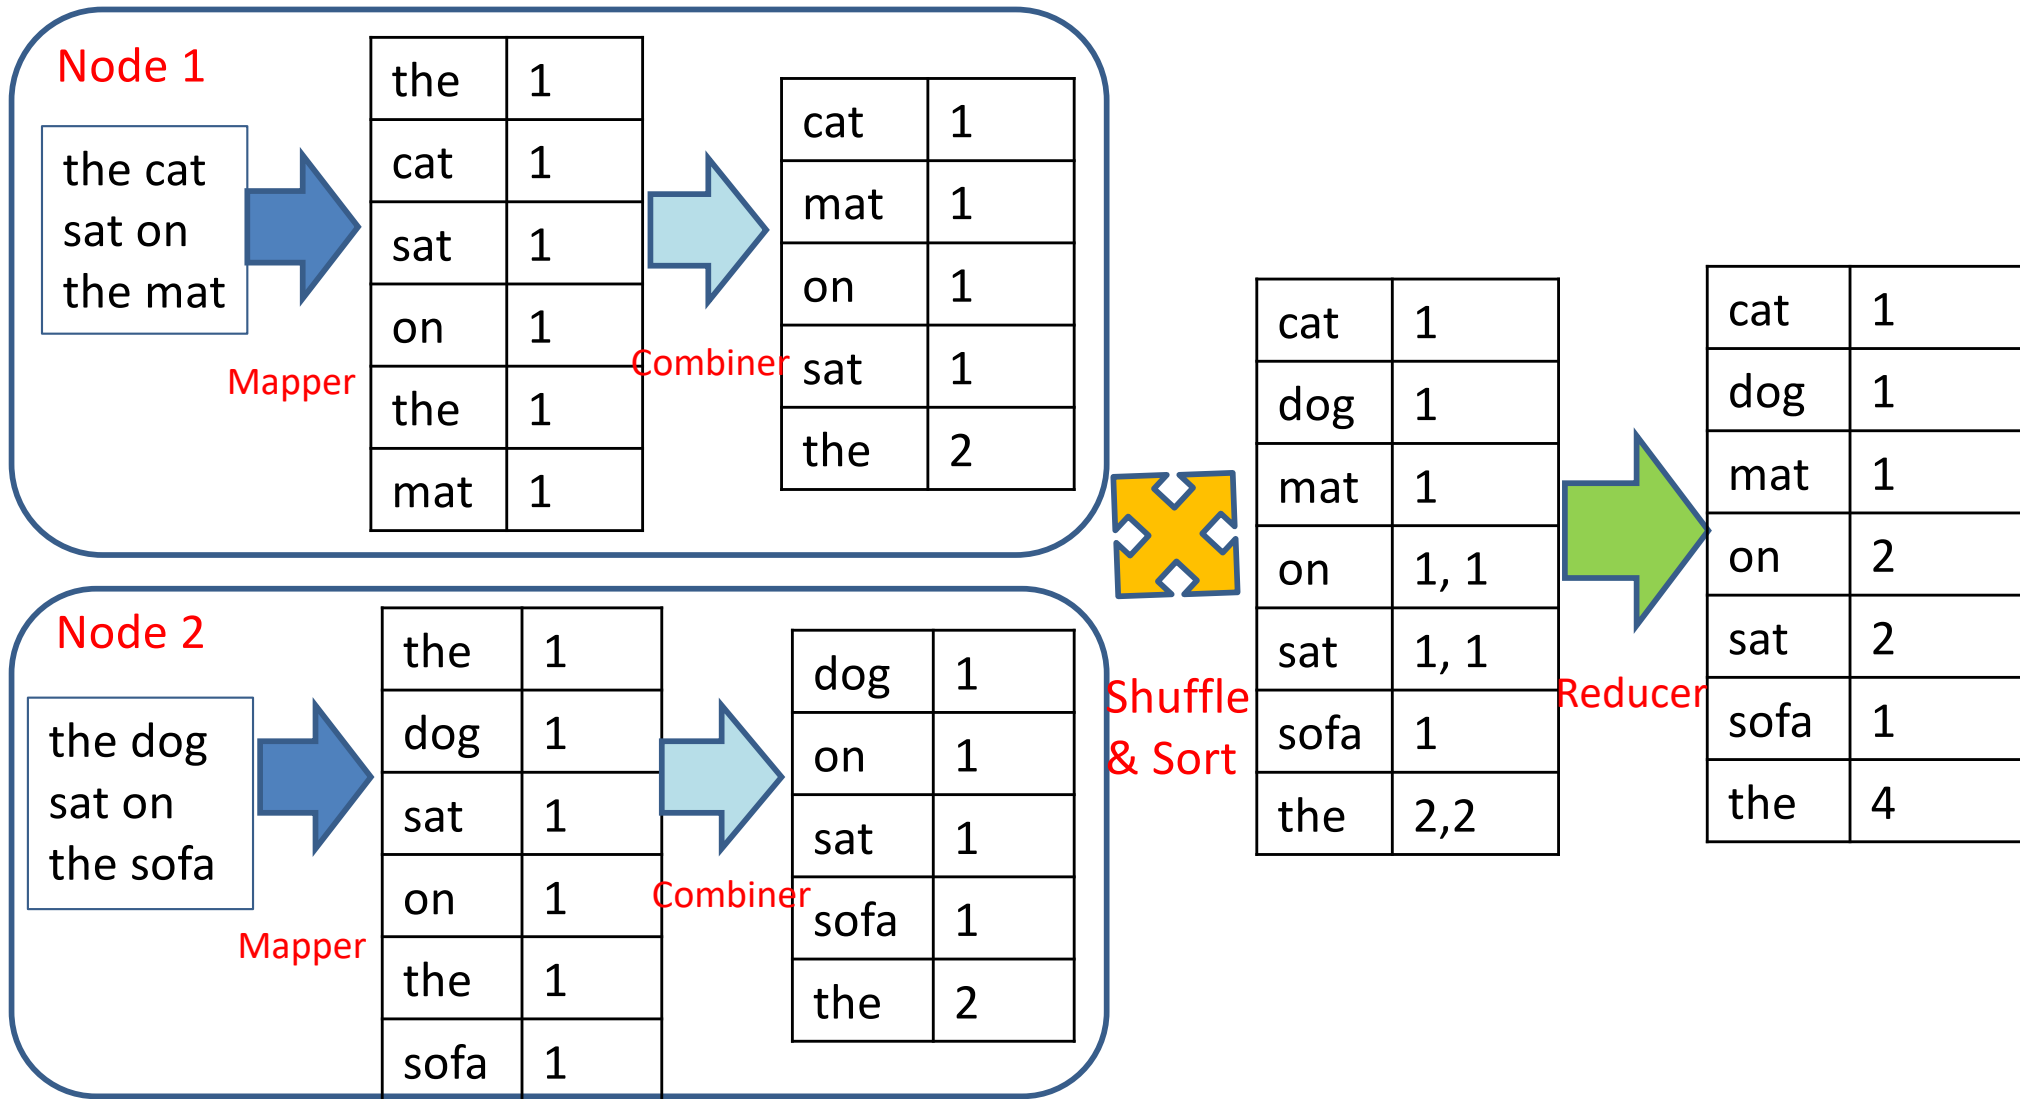 Node 1
the cat
sat on
the mat
Mapper
the 1
cat 1
sat 1
on 1
the 1
mat 1
Combiner
cat 1
mat 1
on 1
sat 1
the 2
Node 2
the dog
sat on
the sofa
Mapper
the 1
dog 1
sat 1
on 1
the 1
sofa 1
Combiner
dog 1
on 1
sat 1
sofa 1
the 2
Shuffle
& Sort
cat 1
dog 1
mat 1
on 1, 1
sat 1, 1
sofa 1
the 2,2
Reducer
cat 1
dog 1
mat 1
on 2
sat 2
sofa 1
the 4